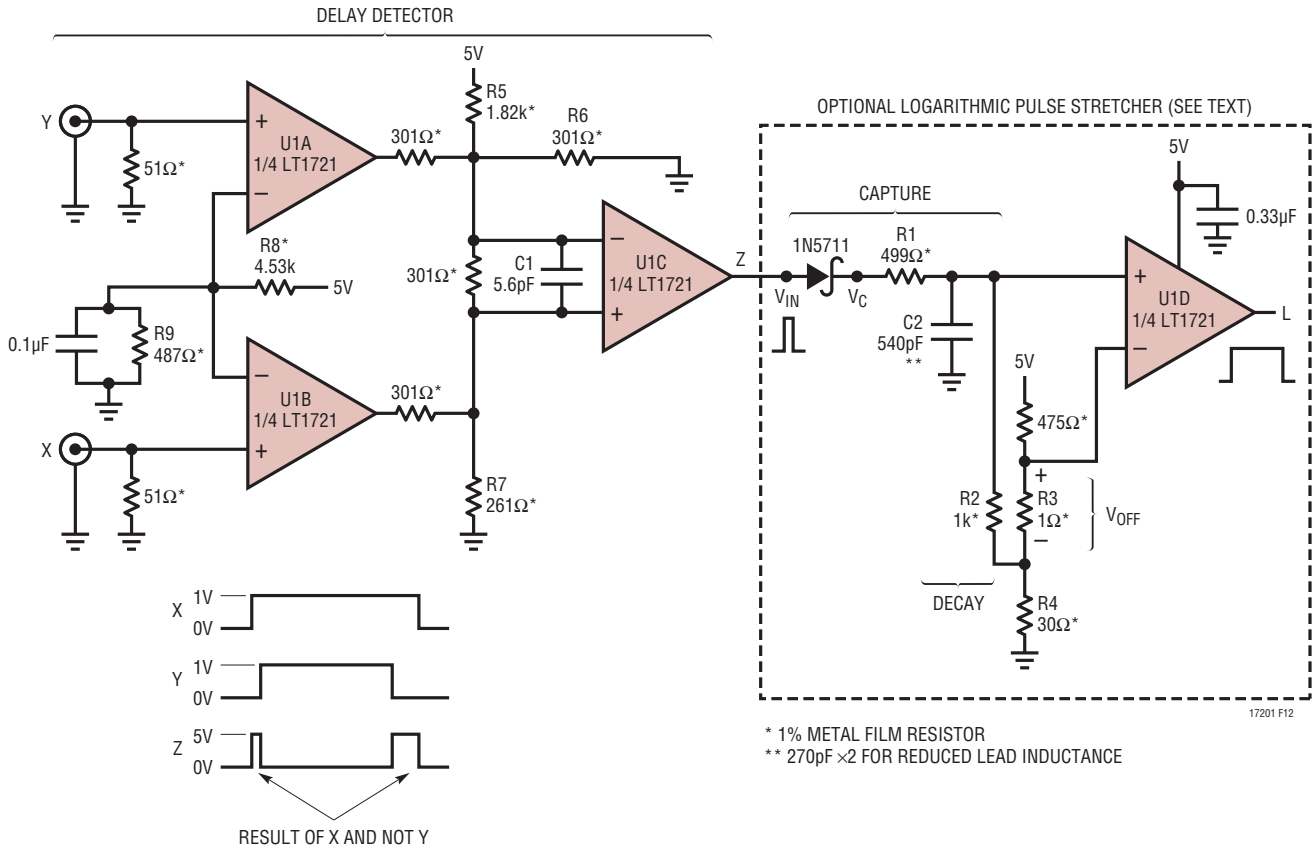 DELAY DETECTOR
Y
51Ω*
+
−
U1A
1/4 LT1721
301Ω*
5V
R5
1.82k*
R6
301Ω*
R8*
4.53k
5V
0.1µF
R9
487Ω*
301Ω*
C1
5.6pF
−
+
U1C
1/4 LT1721
Z
X
51Ω*
−
+
U1B
1/4 LT1721
301Ω*
R7
261Ω*
OPTIONAL LOGARITHMIC PULSE STRETCHER (SEE TEXT)
5V
0.33µF
CAPTURE
1N5711
R1
499Ω*
VIN
VC
C2
540pF
**
+
−
U1D
1/4 LT1721
L
5V
475Ω*
R2
1k*
+
R3
1Ω*
−
VOFF
DECAY
R4
30Ω*
17201 F12
X
1V
0V
Y
1V
0V
Z
5V
0V
RESULT OF X AND NOT Y
* 1% METAL FILM RESISTOR
** 270pF ×2 FOR REDUCED LEAD INDUCTANCE